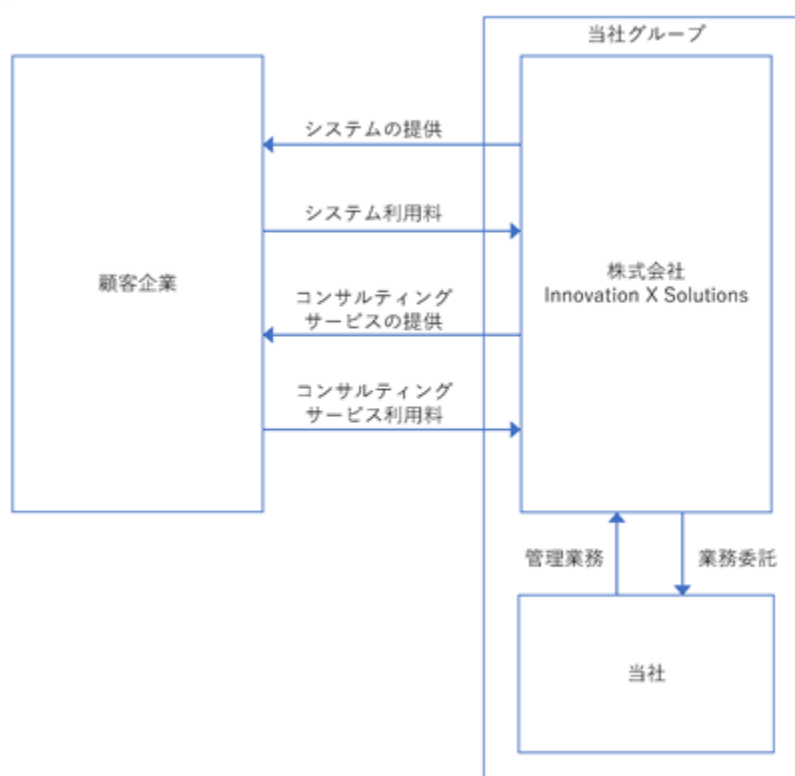 当社グループ
システムの提供
システム利用料
顧客企業
株式会社
Innovation X Solutions
コンサルティング
サービスの提供
コンサルティング
サービス利用料
管理業務
業務委託
当社